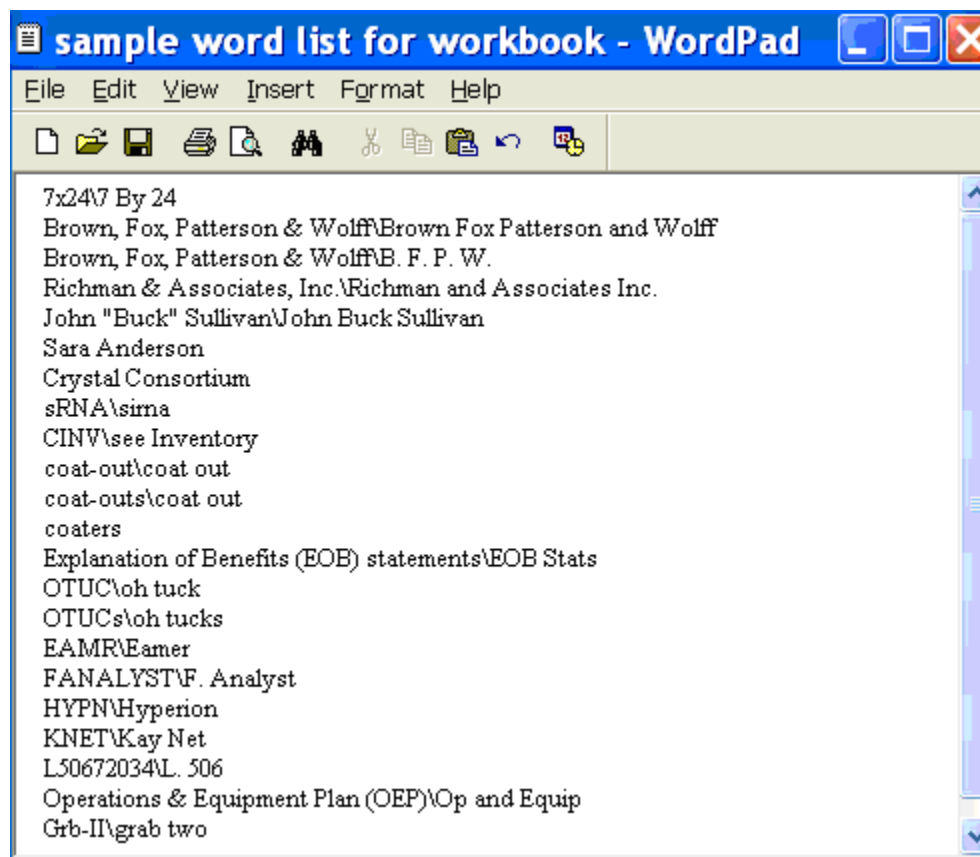 sample word list for workbook - WordPad
File Edit View Insert Format Help
7x24\7 By 24
Brown, Fox, Patterson & Wolff\Brown Fox Patterson and Wolff
Brown, Fox, Patterson & Wolff\B. F. P. W.
Richman & Associates, Inc.\Richman and Associates Inc.
John "Buck" Sullivan\John Buck Sullivan
Sara Anderson
Crystal Consortium
sRNA\sirna
CINV\see Inventory
coat-out\coat out
coat-outs\coat out
coaters
Explanation of Benefits (EOB) statements\EOB Stats
OTUC\oh tuck
OTUCs\oh tucks
EAMR\Eamer
FANALYST\F. Analyst
HYPN\Hyperion
KNET\Kay Net
L50672034\L. 506
Operations & Equipment Plan (OEP)\Op and Equip
Grb-II\grab two